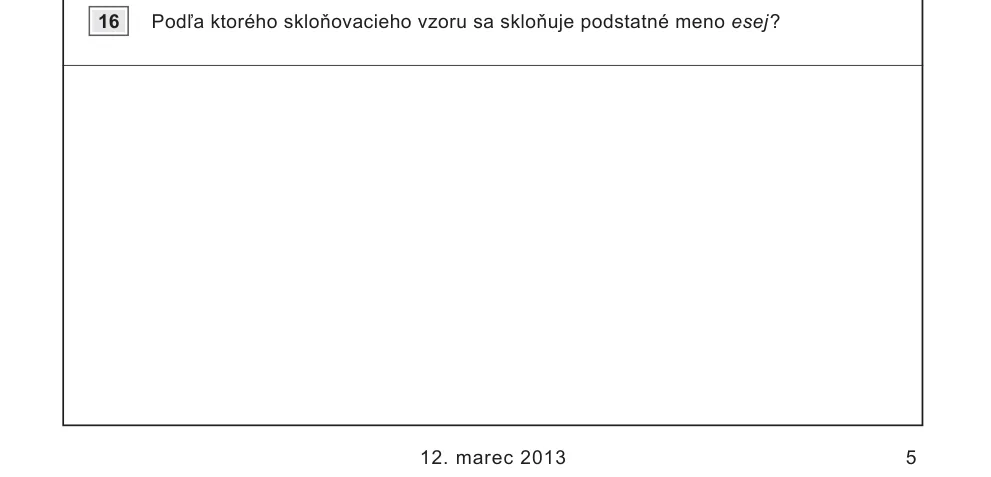 16 Podľa ktorého skloňovacieho vzoru sa skloňuje podstatné meno esej?
12. marec 2013 5